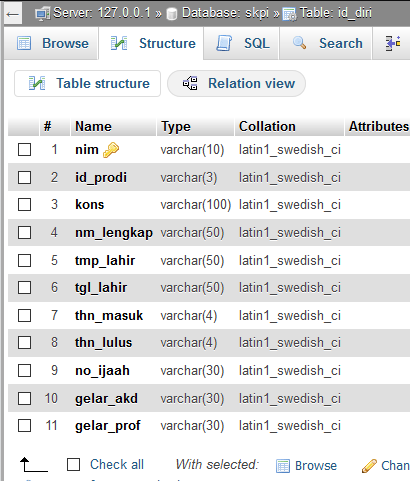 ← Server: 127.0.0.1 » Database: skpi » Table: id_diri
Browse Structure SQL Search
Table structure Relation view
# Name Type Collation Attributes
1 nim varchar(10) latin1_swedish_ci
2 id_prodi varchar(3) latin1_swedish_ci
3 kons varchar(100) latin1_swedish_ci
4 nm_lengkap varchar(50) latin1_swedish_ci
5 tmp_lahir varchar(50) latin1_swedish_ci
6 tgl_lahir varchar(50) latin1_swedish_ci
7 thn_masuk varchar(4) latin1_swedish_ci
8 thn_lulus varchar(4) latin1_swedish_ci
9 no_ijaah varchar(30) latin1_swedish_ci
10 gelar_akd varchar(30) latin1_swedish_ci
11 gelar_prof varchar(30) latin1_swedish_ci
Check all With selected: Browse Chan